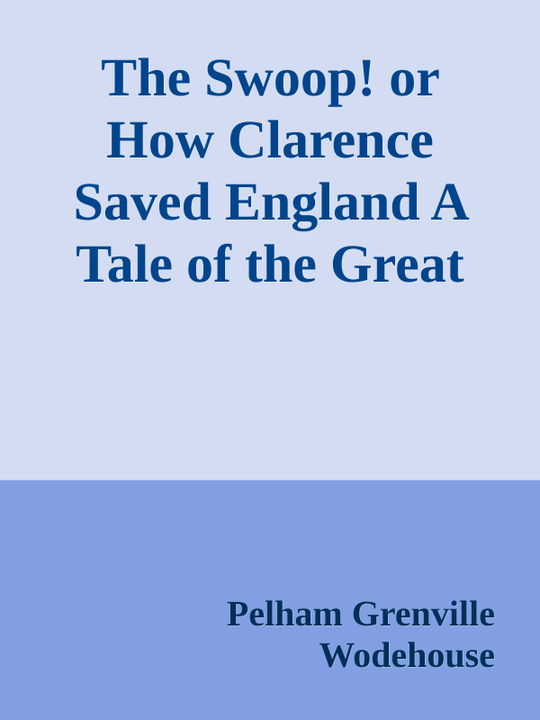 The Swoop! or
How Clarence
Saved England A
Tale of the Great
Pelham Grenville
Wodehouse